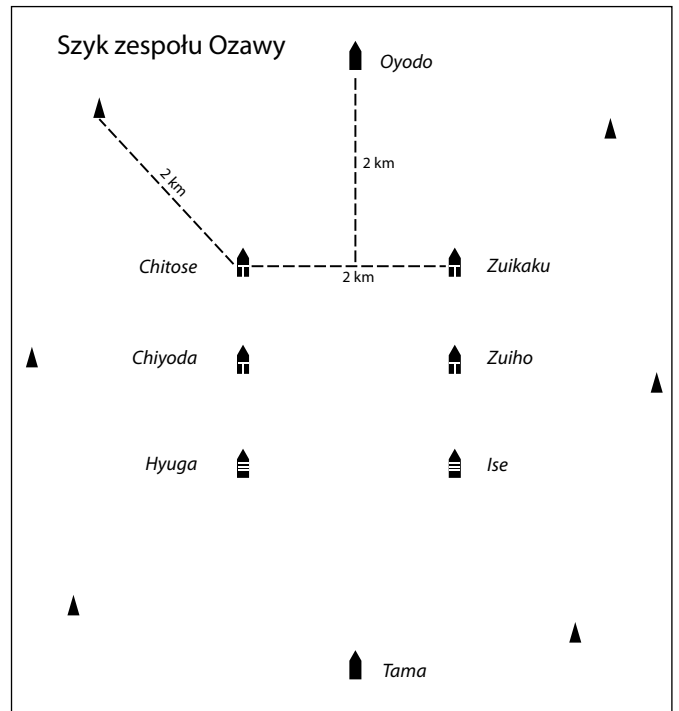 Szyk zespołu Ozawy
Oyodo
2 km
2 km
Chitose
2 km
Zuikaku
Chiyoda
Zuiho
Hyuga
Ise
Tama